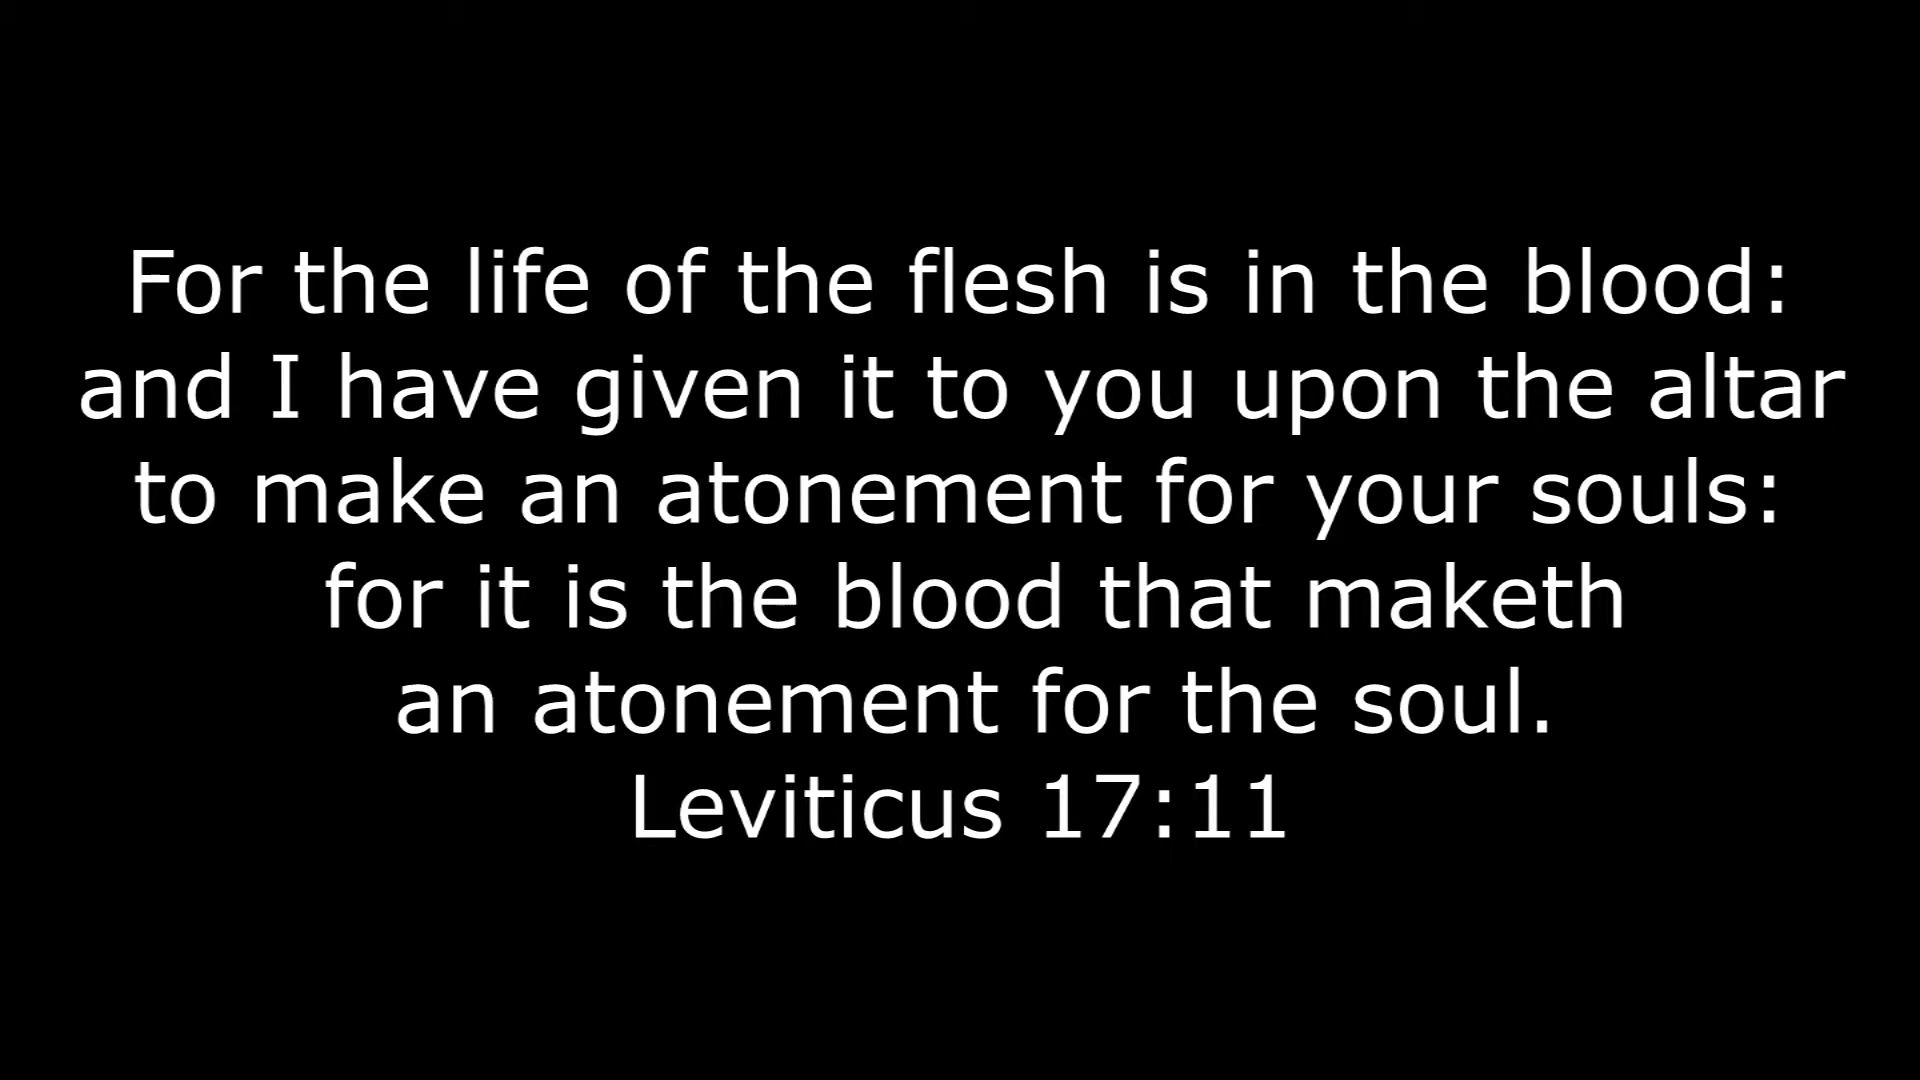 For the life of the flesh is in the blood:
and I have given it to you upon the altar
to make an atonement for your souls:
for it is the blood that maketh
an atonement for the soul.
Leviticus 17:11